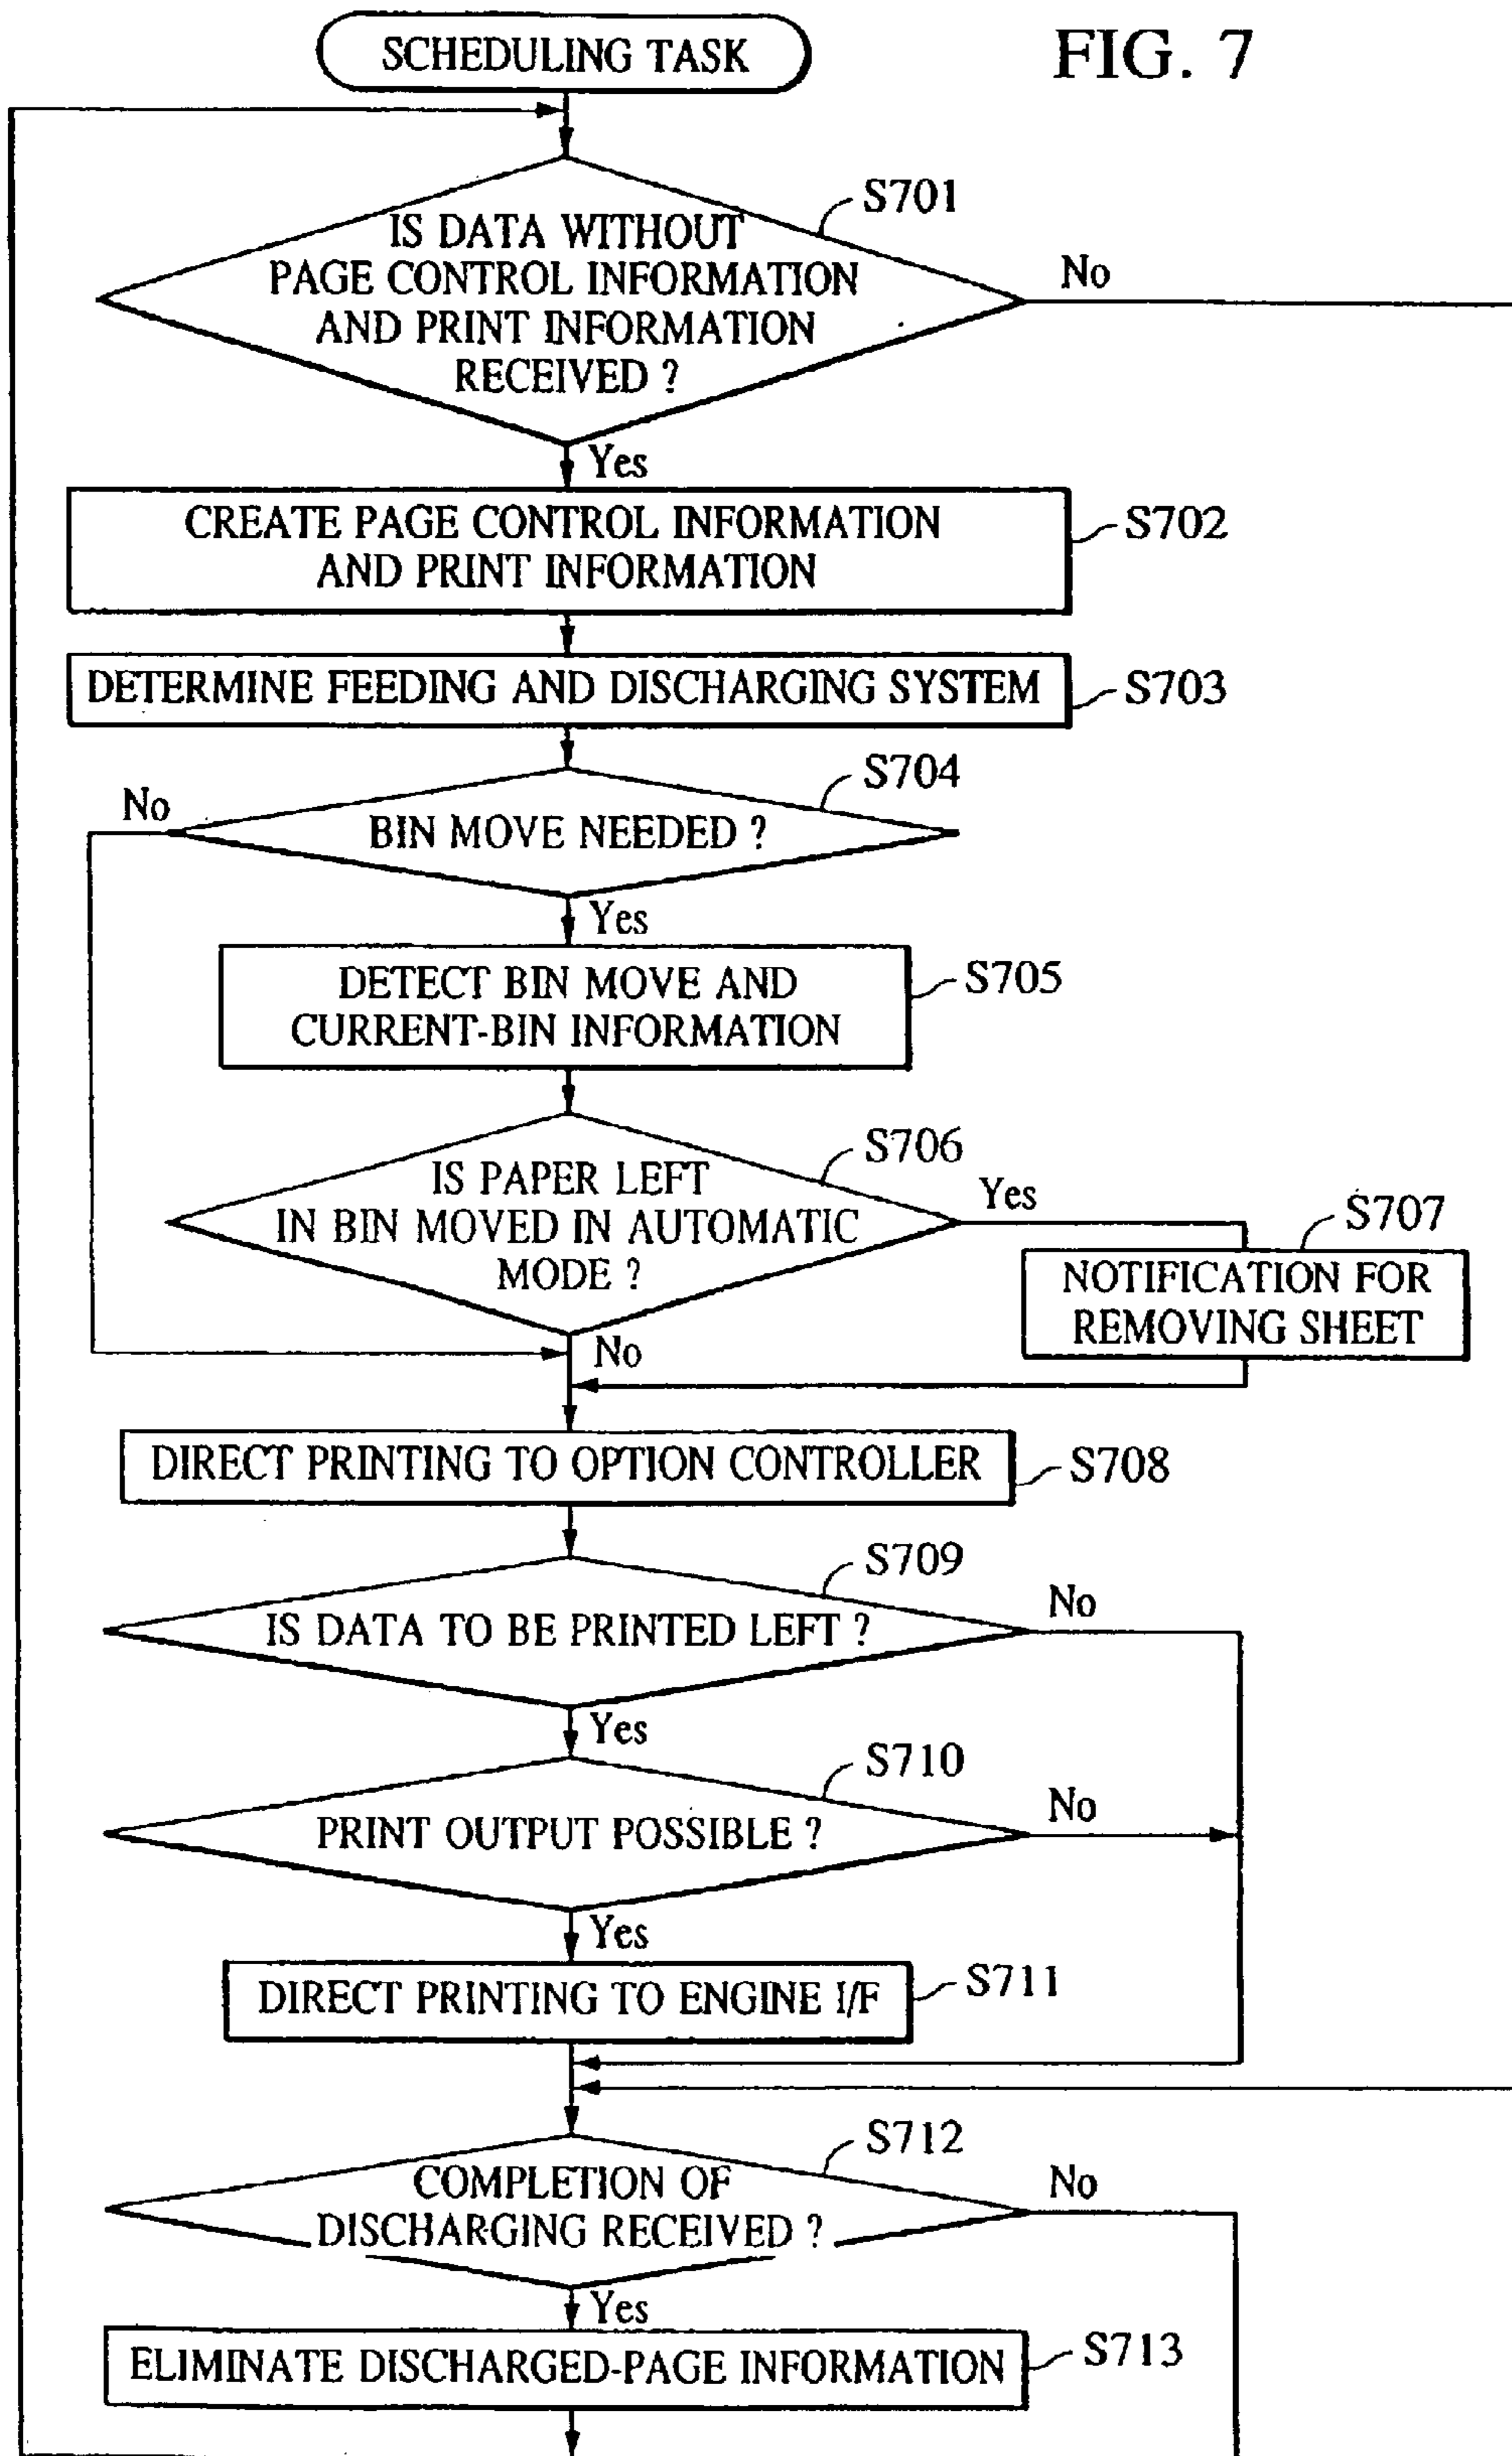 SCHEDULING TASK
FIG. 7
S701
IS DATA WITHOUT
PAGE CONTROL INFORMATION
AND PRINT INFORMATION
RECEIVED ?
No
Yes
CREATE PAGE CONTROL INFORMATION
AND PRINT INFORMATION
S702
DETERMINE FEEDING AND DISCHARGING SYSTEM
S703
S704
No
BIN MOVE NEEDED ?
Yes
DETECT BIN MOVE AND
CURRENT-BIN INFORMATION
S705
S706
IS PAPER LEFT
IN BIN MOVED IN AUTOMATIC
MODE ?
Yes
S707
NOTIFICATION FOR
REMOVING SHEET
No
DIRECT PRINTING TO OPTION CONTROLLER
S708
S709
IS DATA TO BE PRINTED LEFT ?
No
Yes
S710
PRINT OUTPUT POSSIBLE ?
No
Yes
DIRECT PRINTING TO ENGINE I/F
S711
S712
COMPLETION OF
DISCHARGING RECEIVED ?
No
Yes
ELIMINATE DISCHARGED-PAGE INFORMATION
S713